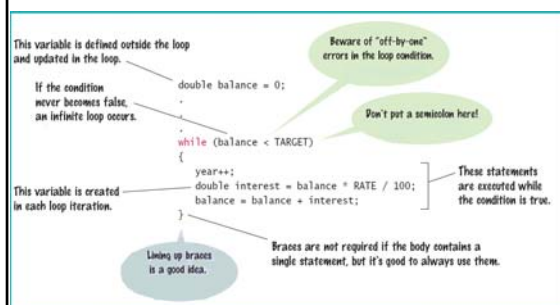 This variable is defined outside the loop
and updated in the loop.
Beware of "off-by-one"
errors in the loop condition.
If the condition
never becomes false,
an infinite loop occurs.
double balance = 0;
.
.
.
Don't put a semicolon here!
while (balance < TARGET)
{
year++;
double interest = balance * RATE / 100;
balance = balance + interest;
}
This variable is created
in each loop iteration.
These statements
are executed while
the condition is true.
Lining up braces
is a good idea.
Braces are not required if the body contains a
single statement, but it's good to always use them.